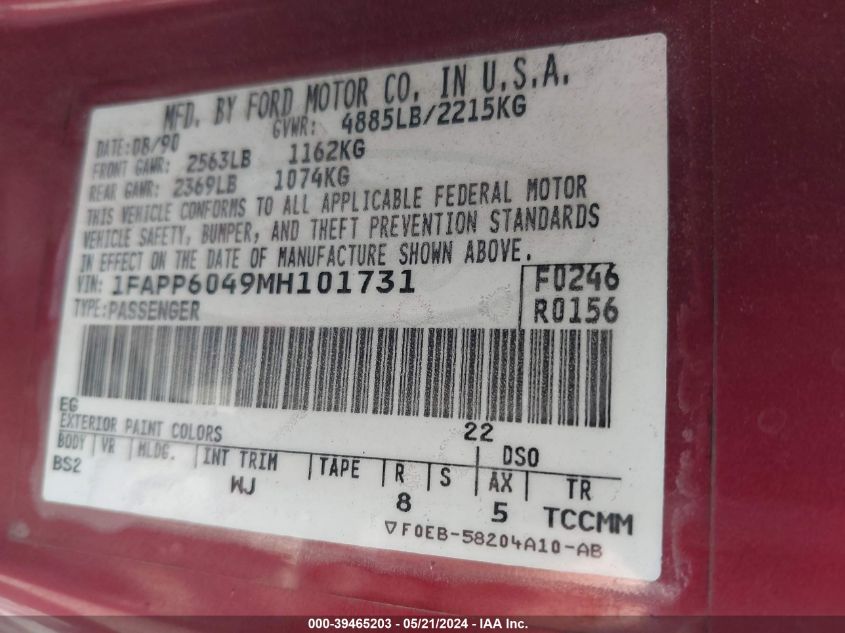 MFD. BY FORD MOTOR CO. IN U.S.A.
GVWR: 4885LB/2215KG
DATE:08/90
FRONT GAWR: 2563LB 1162KG
REAR GAWR: 2369LB 1074KG
THIS VEHICLE CONFORMS TO ALL APPLICABLE FEDERAL MOTOR
VEHICLE SAFETY, BUMPER, AND THEFT PREVENTION STANDARDS
IN EFFECT ON THE DATE OF MANUFACTURE SHOWN ABOVE.
VIN: 1FAPP6049MH101731
F0246
TYPE:PASSENGER
R0156
EG 22
EXTERIOR PAINT COLORS DSO
BODY VR MLDG. INT TRIM TAPE R S AX TR
BS2 WJ 8 5 TCCMM
▽F0EB-58204A10-AB
000-39465203 - 05/21/2024 - IAA Inc.